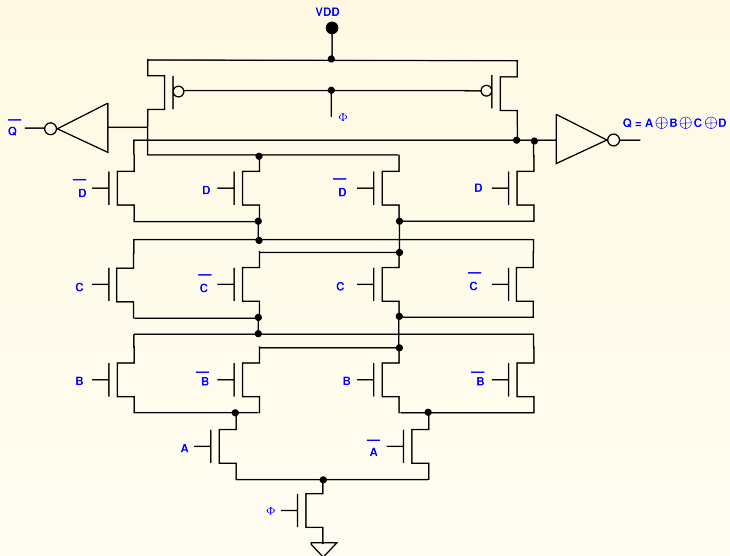 VDD
Φ
Q̅
Q = A⊕B⊕C⊕D
D̅
D
D̅
D
C
C̅
C
C̅
B
B̅
B
B̅
A
A̅
Φ